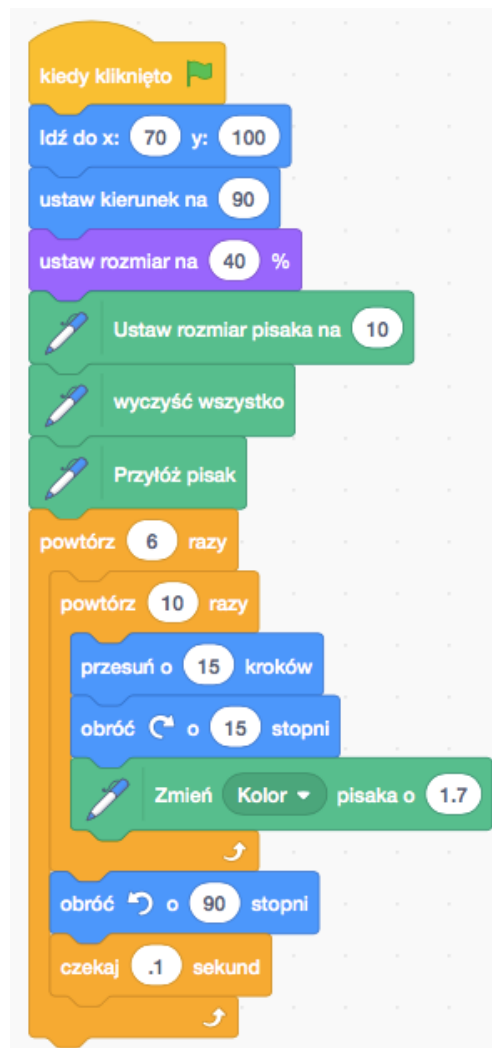 kiedy kliknięto
Idź do x: 70 y: 100
ustaw kierunek na 90
ustaw rozmiar na 40 %
Ustaw rozmiar pisaka na 10
wyczyść wszystko
Przyłóż pisak
powtórz 6 razy
powtórz 10 razy
przesuń o 15 kroków
obróć o 15 stopni
Zmień Kolor pisaka o 1.7
obróć o 90 stopni
czekaj .1 sekund